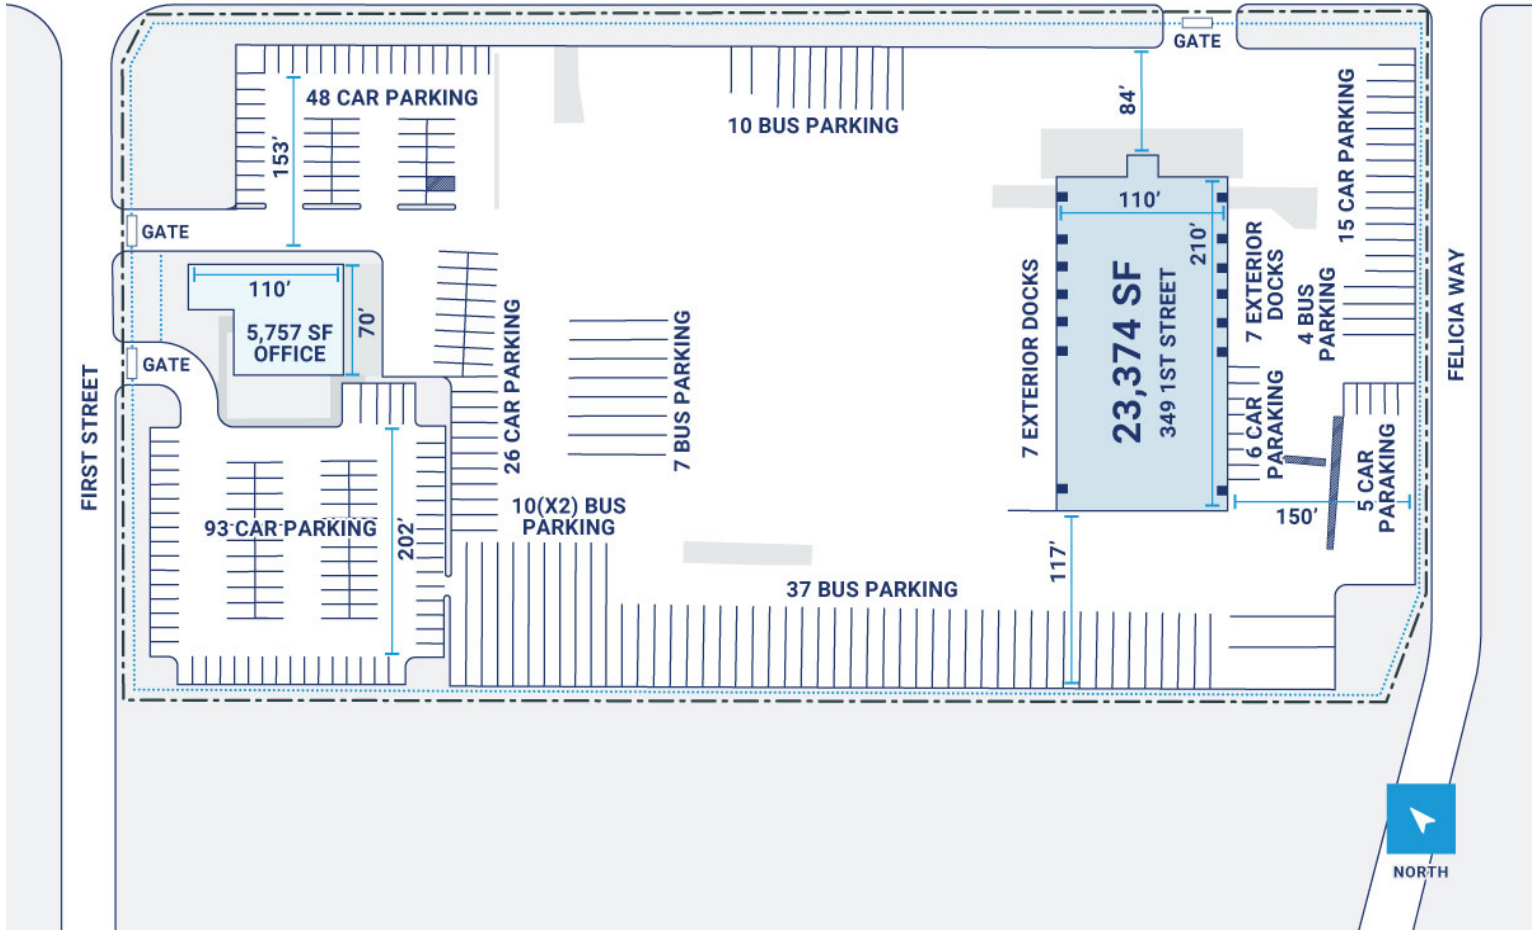 GATE
48 CAR PARKING
153’
10 BUS PARKING
84’
15 CAR PARKING
GATE
110’
70’
5,757 SF
OFFICE
GATE
110’
210’
23,374 SF
349 1ST STREET
7 EXTERIOR DOCKS
7 EXTERIOR
DOCKS
4 BUS
PARKING
FELICIA WAY
FIRST STREET
26 CAR PARKING
7 BUS PARKING
6 CAR
PARAKING
5 CAR
PARAKING
150’
93 CAR PARKING
202’
10(X2) BUS
PARKING
117’
37 BUS PARKING
NORTH